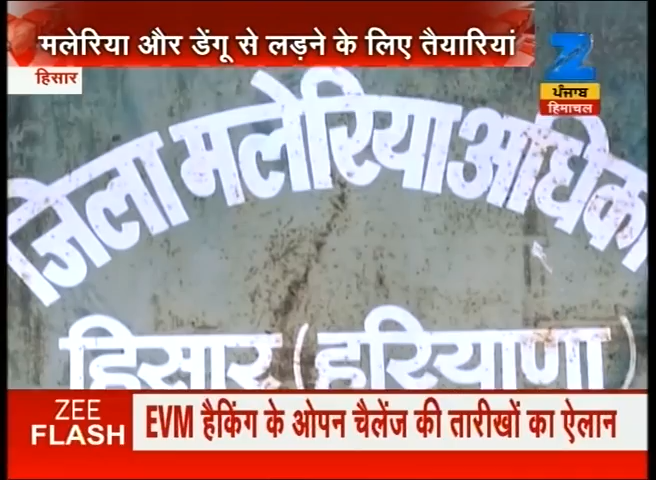 मलेरिया और डेंगू से लड़ने के लिए तैयारियां
हिसार
Z
ਪੰਜਾਬ
हिमाचल
जिला मलेरिया अधिका
हिसार (हरियाणा)
ZEE FLASH
EVM हैकिंग के ओपन चैलेंज की तारीखों का ऐलान